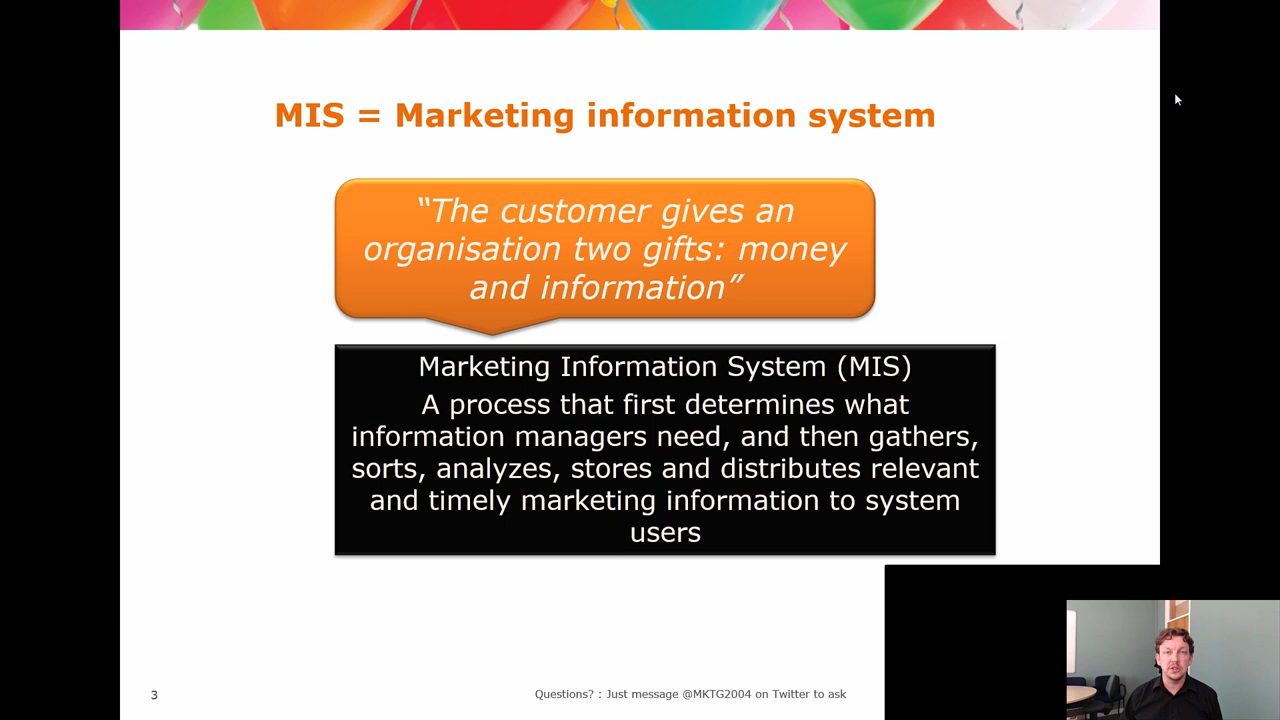 MIS = Marketing information system
“The customer gives an
organisation two gifts: money
and information”
Marketing Information System (MIS)
A process that first determines what
information managers need, and then gathers,
sorts, analyzes, stores and distributes relevant
and timely marketing information to system
users
3
Questions? : Just message @MKTG2004 on Twitter to ask